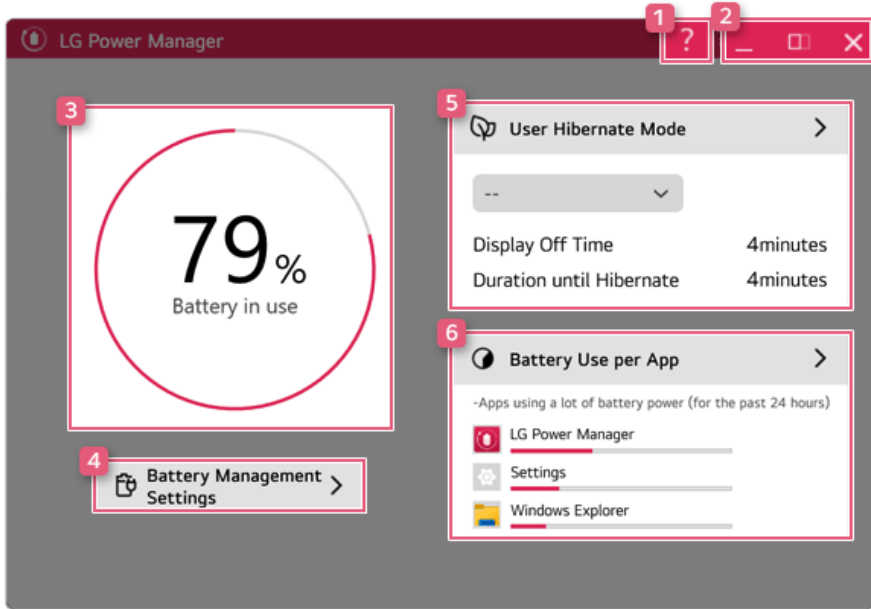 1
2
LG Power Manager
?
3
79%
Battery in use
4
Battery Management
Settings
5
User Hibernate Mode
--
Display Off Time 4minutes
Duration until Hibernate 4minutes
6
Battery Use per App
-Apps using a lot of battery power (for the past 24 hours)
LG Power Manager
Settings
Windows Explorer